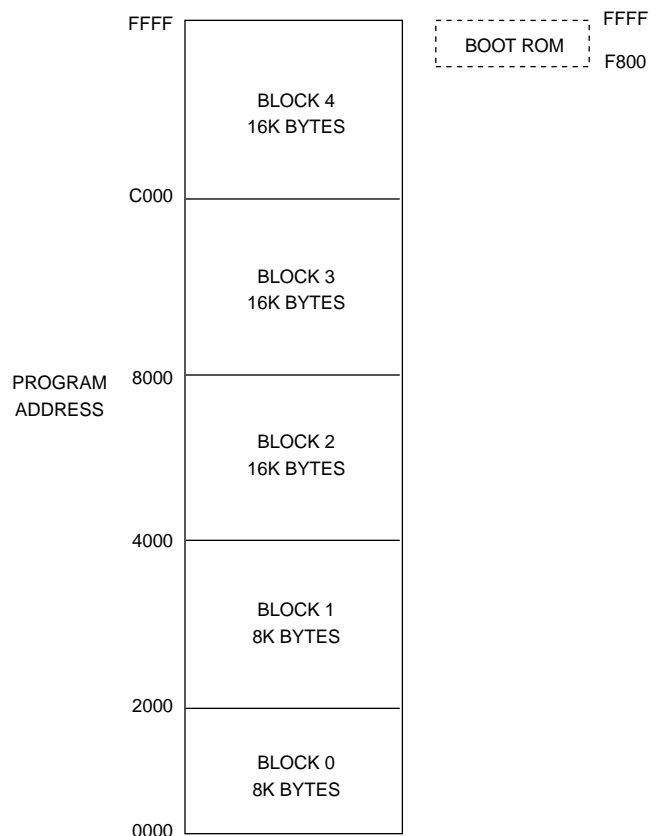 FFFF
BOOT ROM
FFFF
F800
BLOCK 4
16K BYTES
C000
BLOCK 3
16K BYTES
PROGRAM
ADDRESS
8000
BLOCK 2
16K BYTES
4000
BLOCK 1
8K BYTES
2000
BLOCK 0
8K BYTES
0000